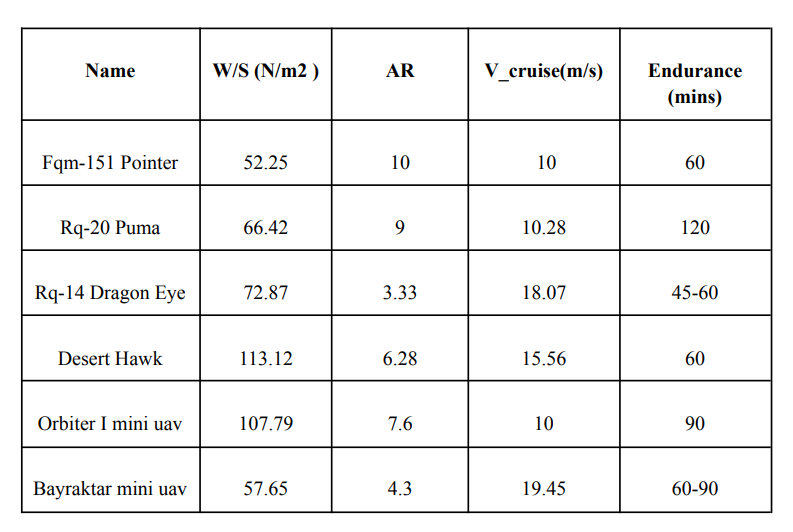 Name W/S (N/m2 ) AR V_cruise(m/s) Endurance
(mins)
Fqm-151 Pointer 52.25 10 10 60
Rq-20 Puma 66.42 9 10.28 120
Rq-14 Dragon Eye 72.87 3.33 18.07 45-60
Desert Hawk 113.12 6.28 15.56 60
Orbiter I mini uav 107.79 7.6 10 90
Bayraktar mini uav 57.65 4.3 19.45 60-90